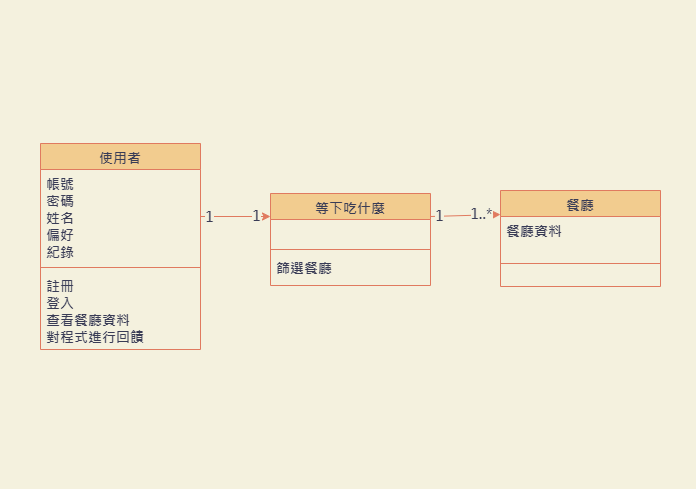 使用者
帳號
密碼
姓名
偏好
紀錄
註冊
登入
查看餐廳資料
對程式進行回饋
1
1
等下吃什麼
篩選餐廳
1
1..*
餐廳
餐廳資料